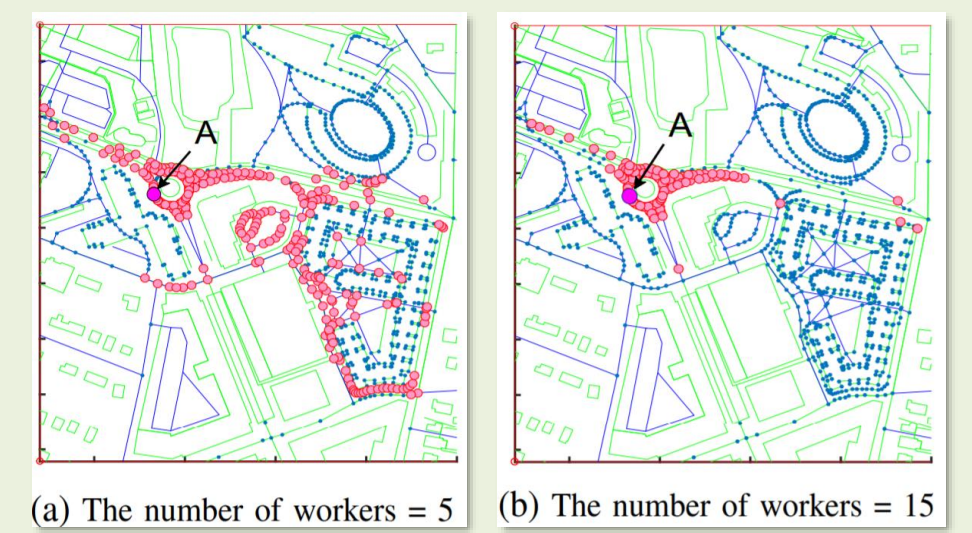 A
A
(a) The number of workers = 5
(b) The number of workers = 15